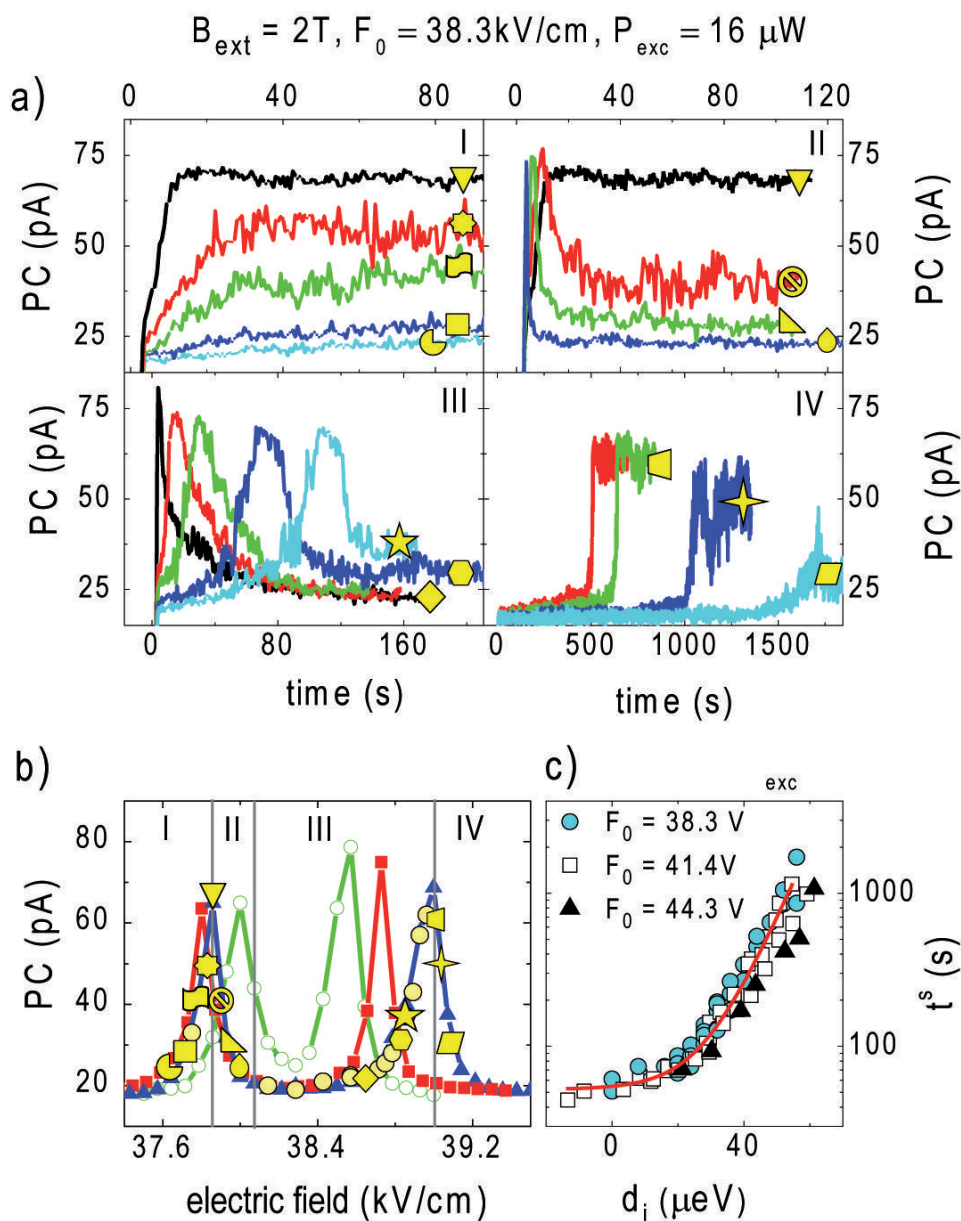 B_ext = 2T, F_0 = 38.3kV/cm, P_exc = 16 μW
a)
0 40 80
0 40 80 120
I
II
75
50
25
PC (pA)
75
50
25
PC (pA)
III
IV
75
50
25
PC (pA)
75
50
25
PC (pA)
0 80 160
0 500 1000 1500
time (s)
time (s)
b)
c)
exc
I II III IV
80
60
40
20
PC (pA)
37.6 38.4 39.2
electric field (kV/cm)
F_0 = 38.3 V
F_0 = 41.4V
F_0 = 44.3 V
1000
100
t^s (s)
0 40
d_i (μeV)